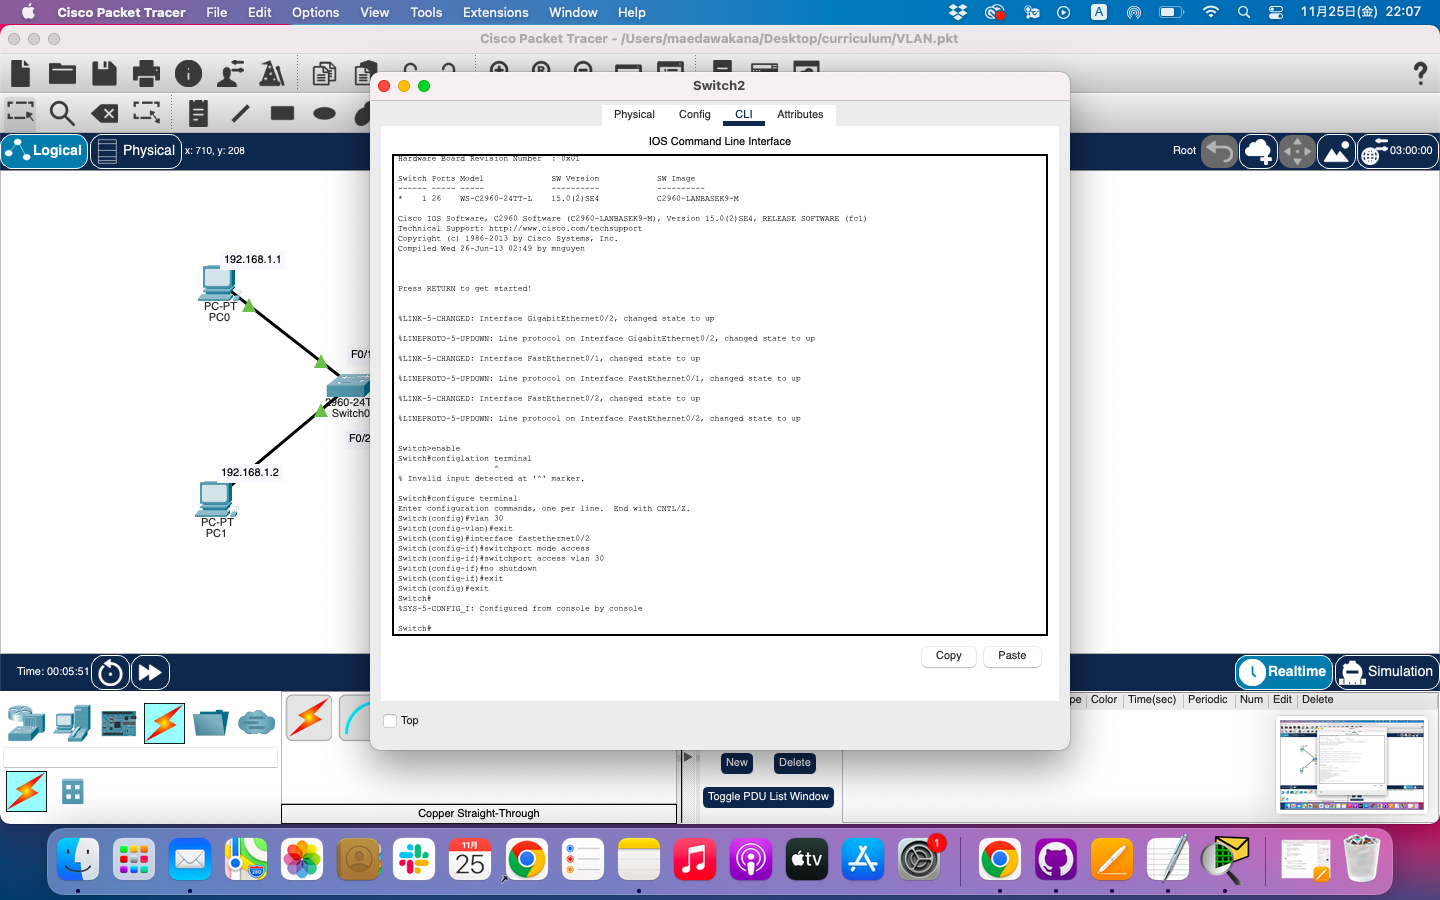 Cisco Packet Tracer File Edit Options View Tools Extensions Window Help A 11月25日(金) 22:07
Cisco Packet Tracer - /Users/maedawakana/Desktop/curriculum/VLAN.pkt
Switch2
Physical Config CLI Attributes
IOS Command Line Interface
Logical Physical x: 710, y: 208 Root 03:00:00
Hardware Board Revision Number : 0x01
Switch Ports Model SW Version SW Image
------ ----- ----- ---------- ----------
* 1 26 WS-C2960-24TT-L 15.0(2)SE4 C2960-LANBASEK9-M
Cisco IOS Software, C2960 Software (C2960-LANBASEK9-M), Version 15.0(2)SE4, RELEASE SOFTWARE (fc1)
Technical Support: http://www.cisco.com/techsupport
Copyright (c) 1986-2013 by Cisco Systems, Inc.
Compiled Wed 26-Jun-13 02:49 by mnguyen
Press RETURN to get started!
%LINK-5-CHANGED: Interface GigabitEthernet0/2, changed state to up
%LINEPROTO-5-UPDOWN: Line protocol on Interface GigabitEthernet0/2, changed state to up
%LINK-5-CHANGED: Interface FastEthernet0/1, changed state to up
%LINEPROTO-5-UPDOWN: Line protocol on Interface FastEthernet0/1, changed state to up
%LINK-5-CHANGED: Interface FastEthernet0/2, changed state to up
%LINEPROTO-5-UPDOWN: Line protocol on Interface FastEthernet0/2, changed state to up
Switch>enable
Switch#configlation terminal
^
% Invalid input detected at '^' marker.
Switch#configure terminal
Enter configuration commands, one per line. End with CNTL/Z.
Switch(config)#vlan 30
Switch(config-vlan)#exit
Switch(config)#interface fastethernet0/2
Switch(config-if)#switchport mode access
Switch(config-if)#switchport access vlan 30
Switch(config-if)#no shutdown
Switch(config-if)#exit
Switch(config)#exit
Switch#
%SYS-5-CONFIG_I: Configured from console by console
Switch#
Copy Paste
Top
192.168.1.1
PC-PT
PC0
F0/1
2960-24T
Switch0
F0/2
192.168.1.2
PC-PT
PC1
Time: 00:05:51 Realtime Simulation
pe Color Time(sec) Periodic Num Edit Delete
New Delete
Toggle PDU List Window
Copper Straight-Through
11月
25
tv
1